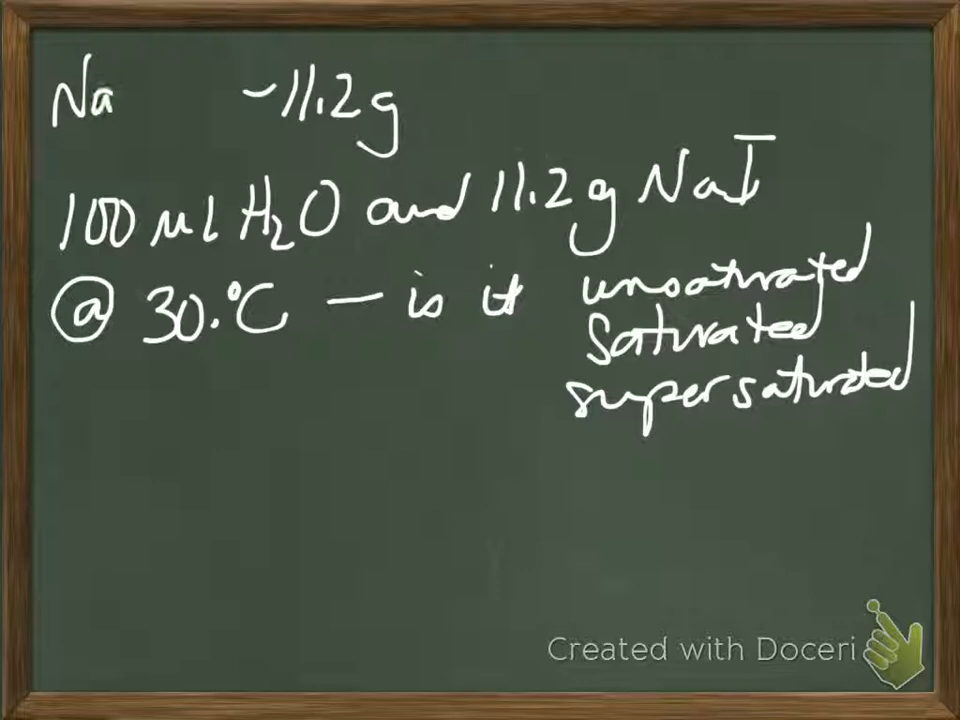 Na ~11.2g
100 ml H₂O and 11.2g NaI
@ 30.°C — is it unsaturated
saturated
supersaturated
Created with Doceri